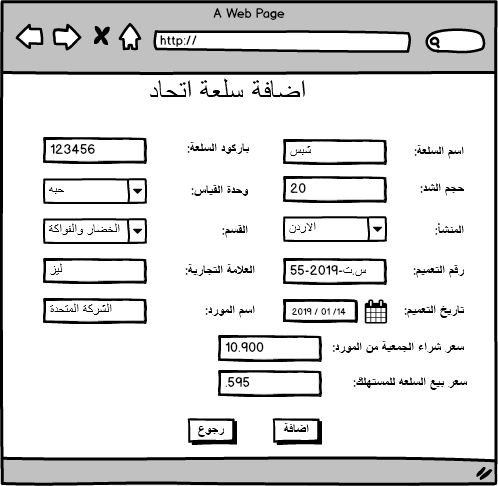 A Web Page
http://
اضافة سلعة اتحاد
اسم السلعة: شبس باركود السلعة: 123456
حجم الشد: 20 وحدة القياس: حبه
المنشأ: الاردن القسم: الخضار والفواكة
رقم التعميم: س.ت-2019-55 العلامة التجارية: ليز
تاريخ التعميم: 2019 / 01 /14 اسم المورد: الشركة المتحدة
سعر شراء الجمعية من المورد: 10.900
سعر بيع السلعه للمستهلك: .595
اضافة رجوع